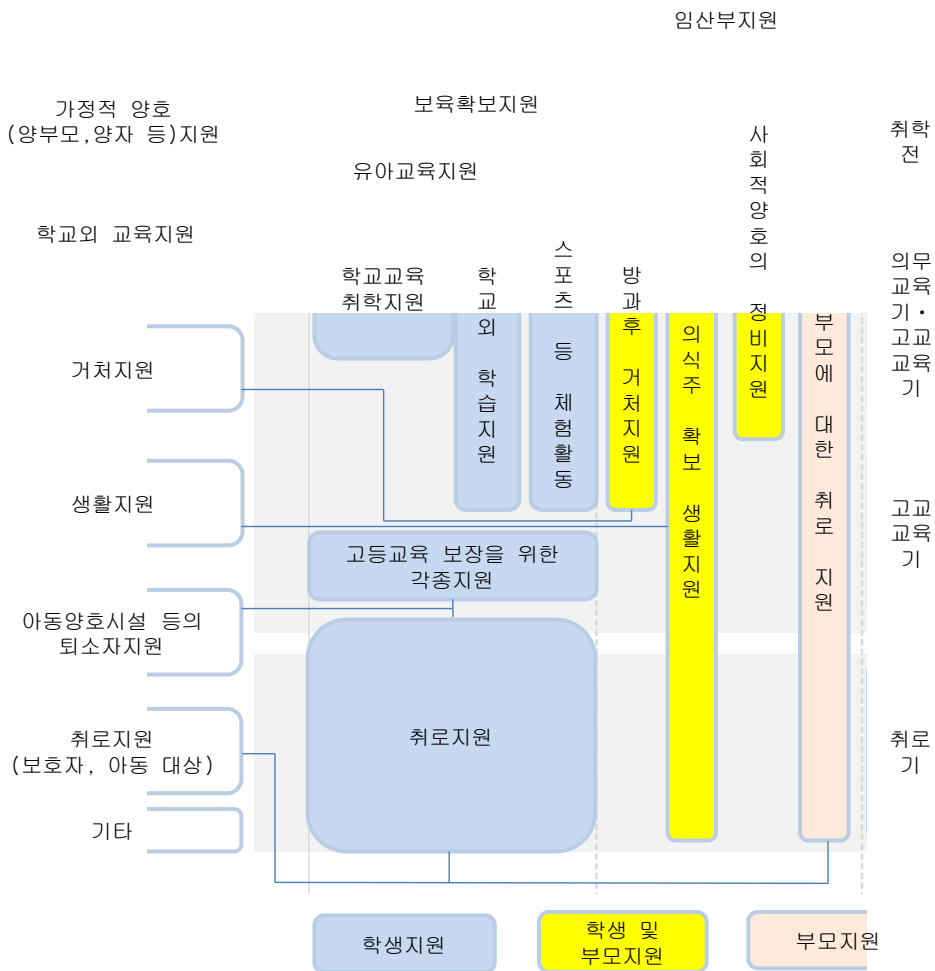 임산부지원
가정적 양호
(양부모,양자 등)지원
보육확보지원
유아교육지원
취학
전
학교외 교육지원
학교교육
취학지원
학교외 학습지원
스포츠 등 체험활동
방과후 거처지원
의식주 확보 생활지원
사회적양호의 정비지원
부모에 대한 취로 지원
의무
교육
기・
고교
교육
기
거처지원
생활지원
고교
교육
기
고등교육 보장을 위한
각종지원
아동양호시설 등의
퇴소자지원
취로지원
(보호자, 아동 대상)
취로지원
취로
기
기타
학생지원
학생 및
부모지원
부모지원